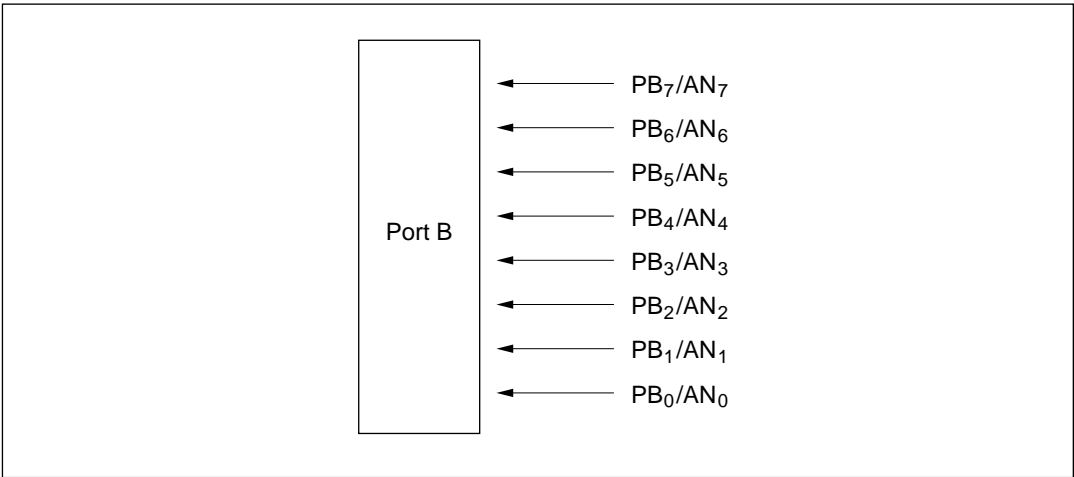 PB₇/AN₇
PB₆/AN₆
PB₅/AN₅
PB₄/AN₄
Port B
PB₃/AN₃
PB₂/AN₂
PB₁/AN₁
PB₀/AN₀